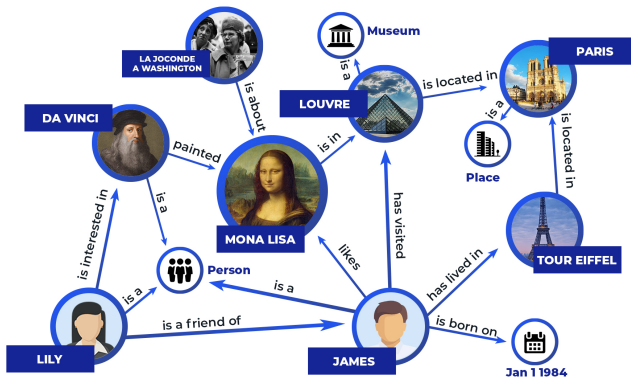 LA JOCONDE
A WASHINGTON
Museum
is a
PARIS
is located in
LOUVRE
is about
DA VINCI
painted
is in
is a
Place
is located in
is a
is interested in
MONA LISA
has visited
likes
has lived in
TOUR EIFFEL
Person
is a
is a
is a friend of
is born on
LILY
JAMES
Jan 1 1984